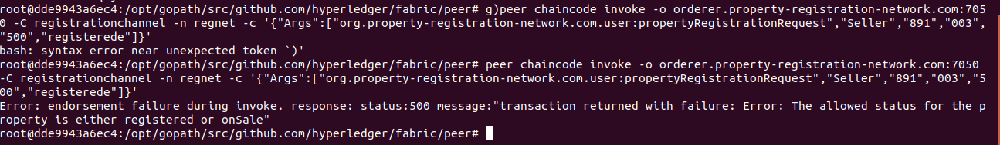 root@dde9943a6ec4:/opt/gopath/src/github.com/hyperledger/fabric/peer# g)peer chaincode invoke -o orderer.property-registration-network.com:705
0 -C registrationchannel -n regnet -c '{"Args":["org.property-registration-network.com.user:propertyRegistrationRequest","Seller","891","003",
"500","registerede"]}'
bash: syntax error near unexpected token `)'
root@dde9943a6ec4:/opt/gopath/src/github.com/hyperledger/fabric/peer# peer chaincode invoke -o orderer.property-registration-network.com:7050
-C registrationchannel -n regnet -c '{"Args":["org.property-registration-network.com.user:propertyRegistrationRequest","Seller","891","003","5
00","registerede"]}'
Error: endorsement failure during invoke. response: status:500 message:"transaction returned with failure: Error: The allowed status for the p
roperty is either registered or onSale"
root@dde9943a6ec4:/opt/gopath/src/github.com/hyperledger/fabric/peer#